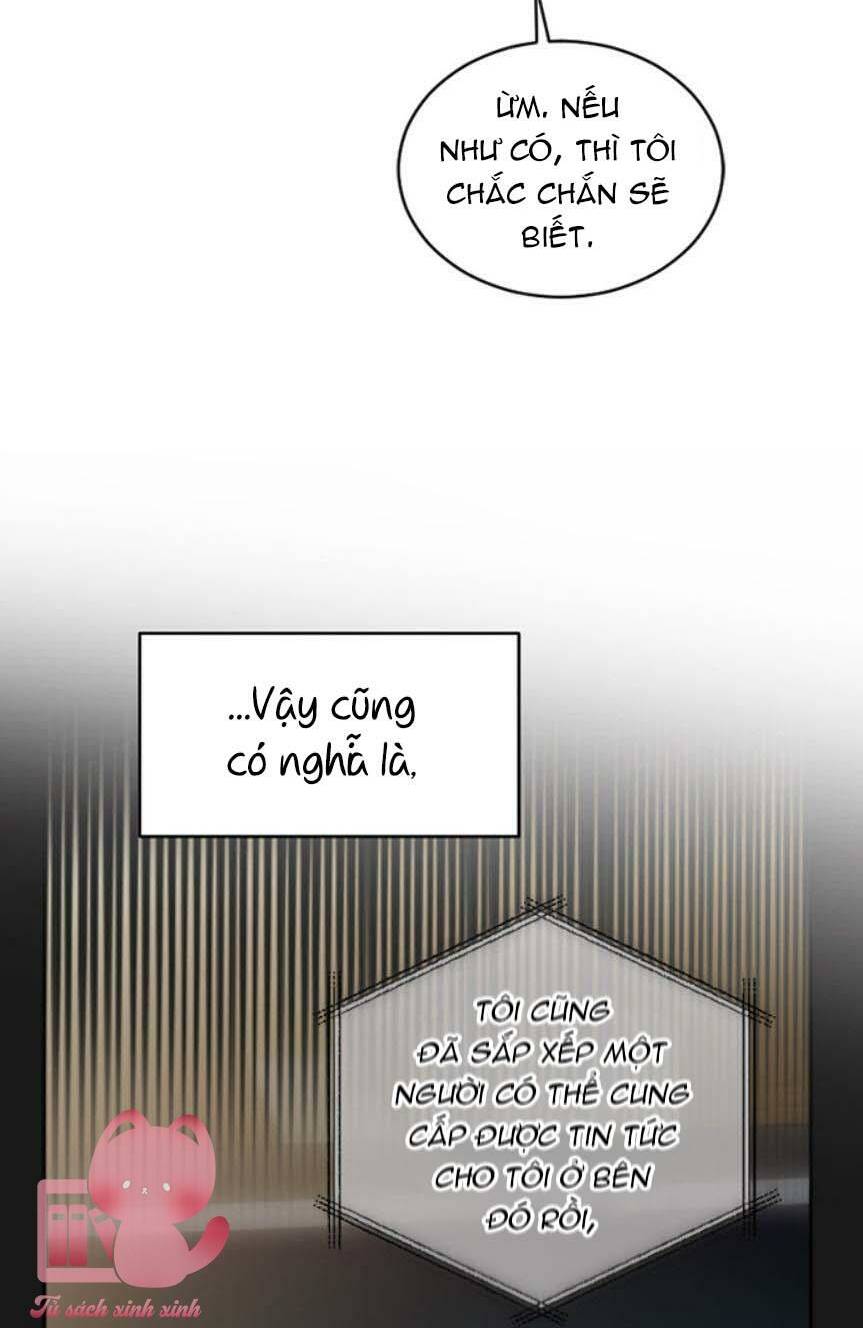 ỪM. NẾU
NHƯ CÓ, THÌ TÔI
CHẮC CHẮN SẼ
BIẾT.
...Vậy cũng
có nghĩa là,
TÔI CŨNG
ĐÃ SẮP XẾP MỘT
NGƯỜI CÓ THỂ CUNG
CẤP ĐƯỢC TIN TỨC
CHO TÔI Ở BÊN
ĐÓ RỒI,
Tủ sách xinh xinh